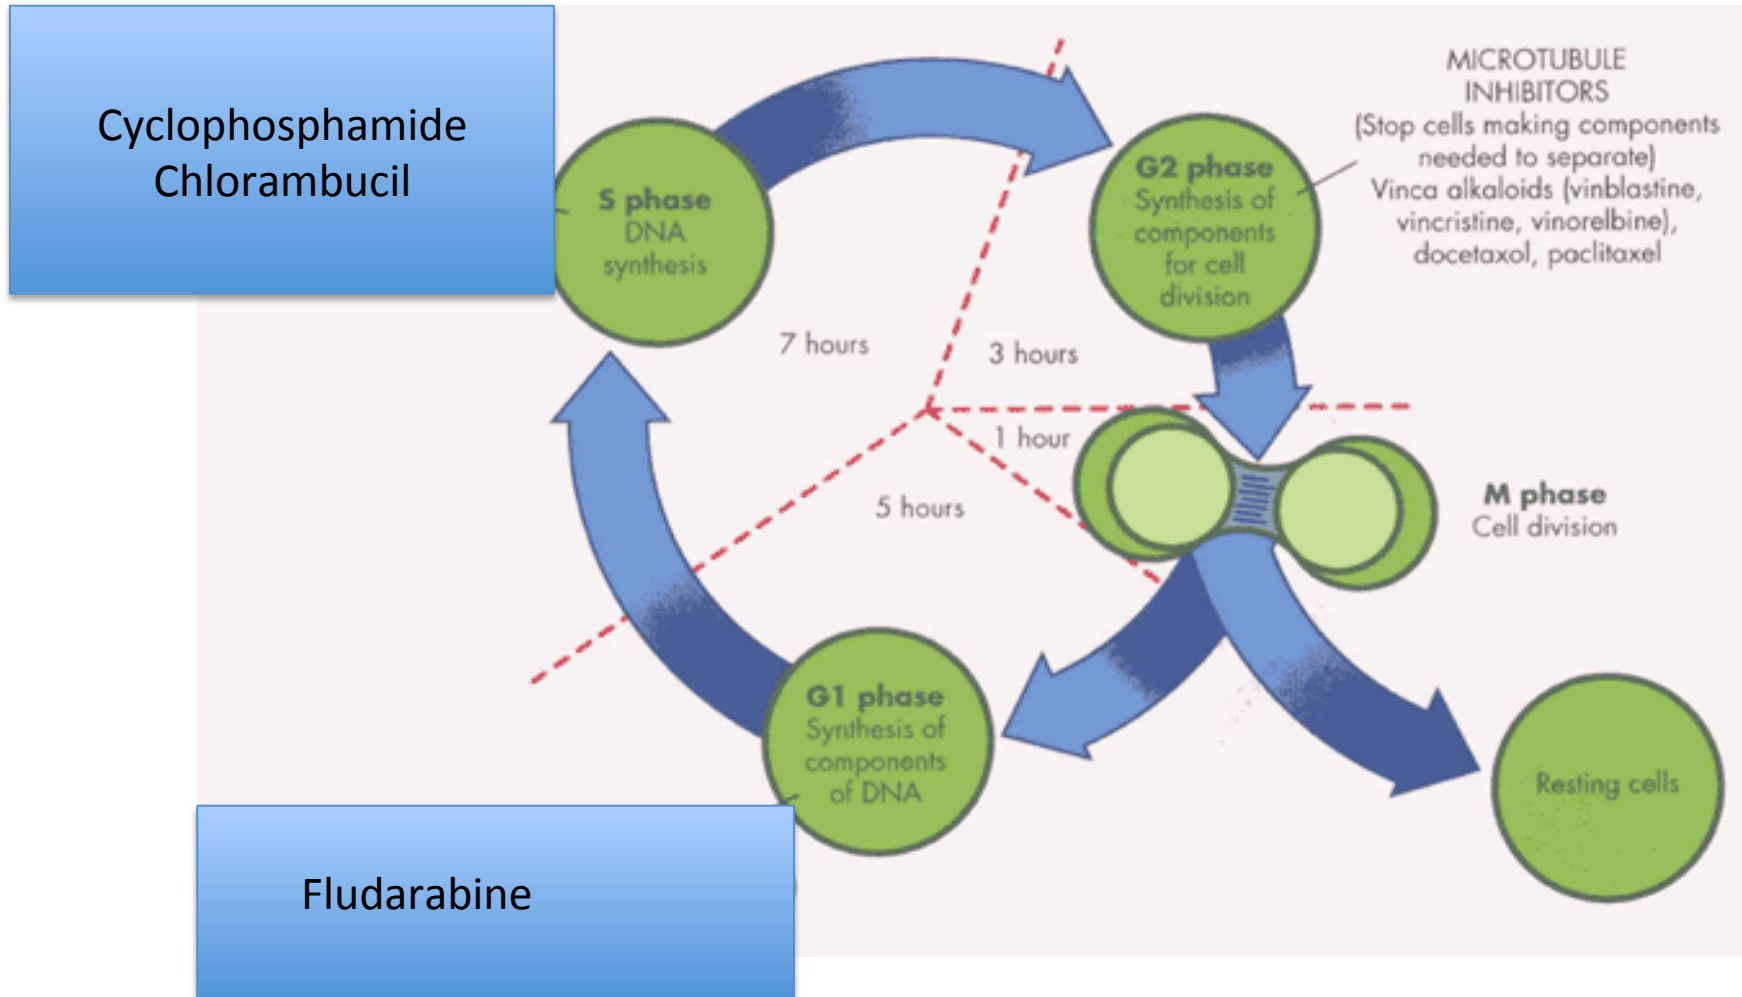 Cyclophosphamide
Chlorambucil
S phase
DNA
synthesis
G2 phase
Synthesis of
components
for cell
division
MICROTUBULE
INHIBITORS
(Stop cells making components
needed to separate)
Vinca alkaloids (vinblastine,
vincristine, vinorelbine),
docetaxol, paclitaxel
7 hours
3 hours
1 hour
5 hours
M phase
Cell division
G1 phase
Synthesis of
components
of DNA
Resting cells
Fludarabine